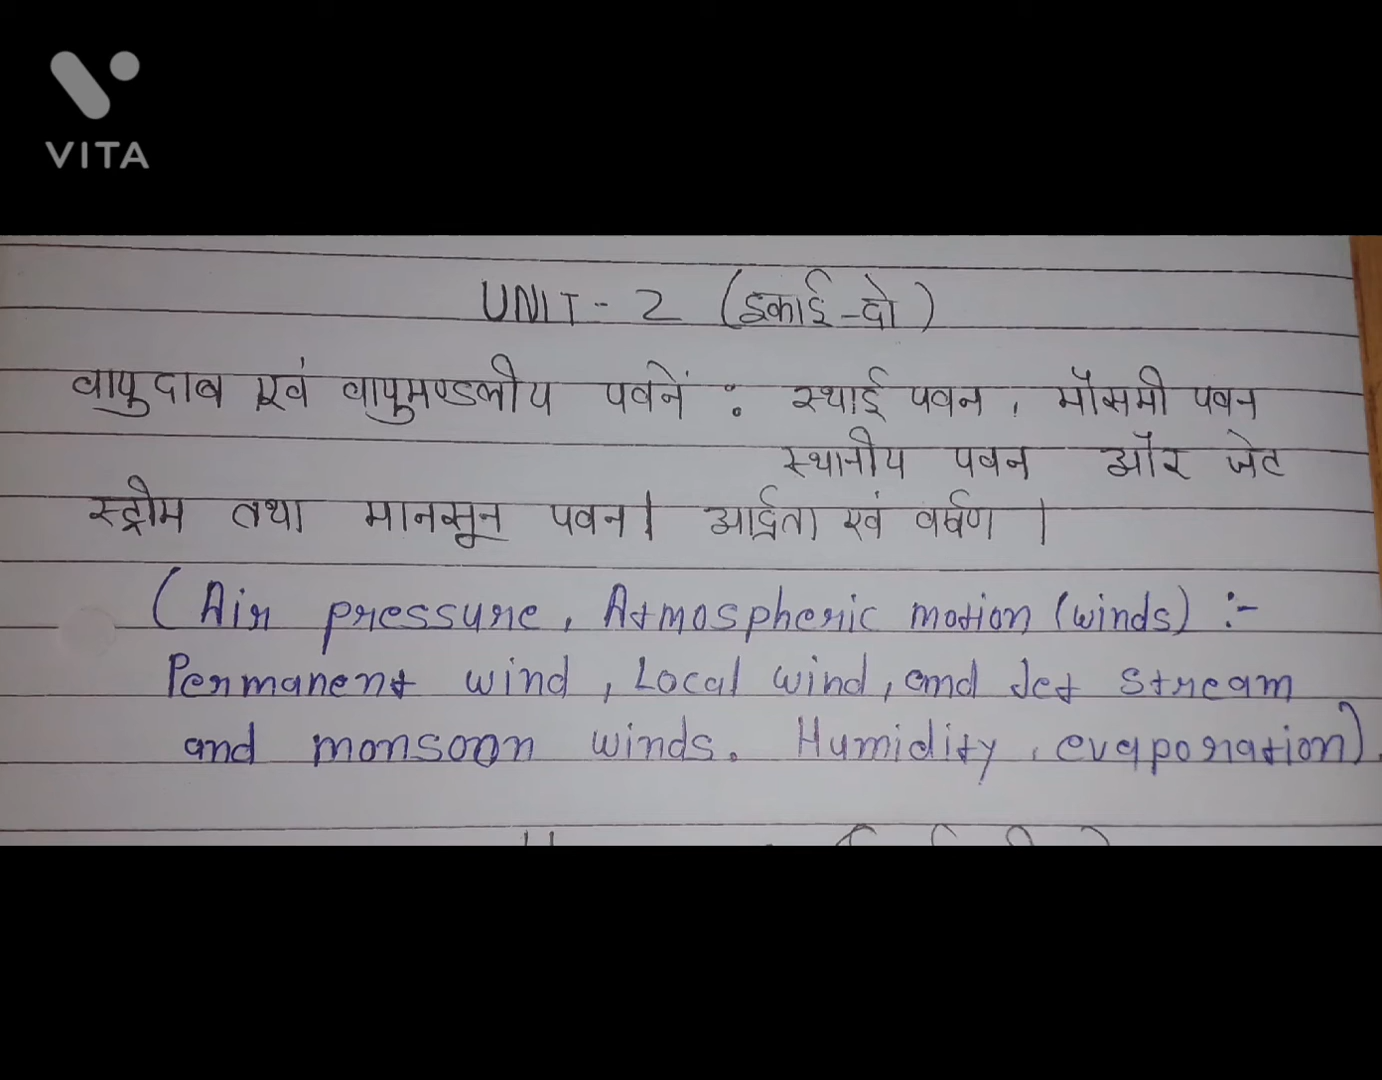 VITA
UNIT - 2 (इकाई - दो)
वायुदाब एवं वायुमण्डलीय पवनें : स्थाई पवन, मौसमी पवन
स्थानीय पवन और जेट
स्ट्रीम तथा मानसून पवन। आर्द्रता एवं वर्षण।
(Air pressure, Atmospheric motion (winds) :-
Permanent wind, Local wind, and Jet stream
and monsoon winds. Humidity, evaporation)